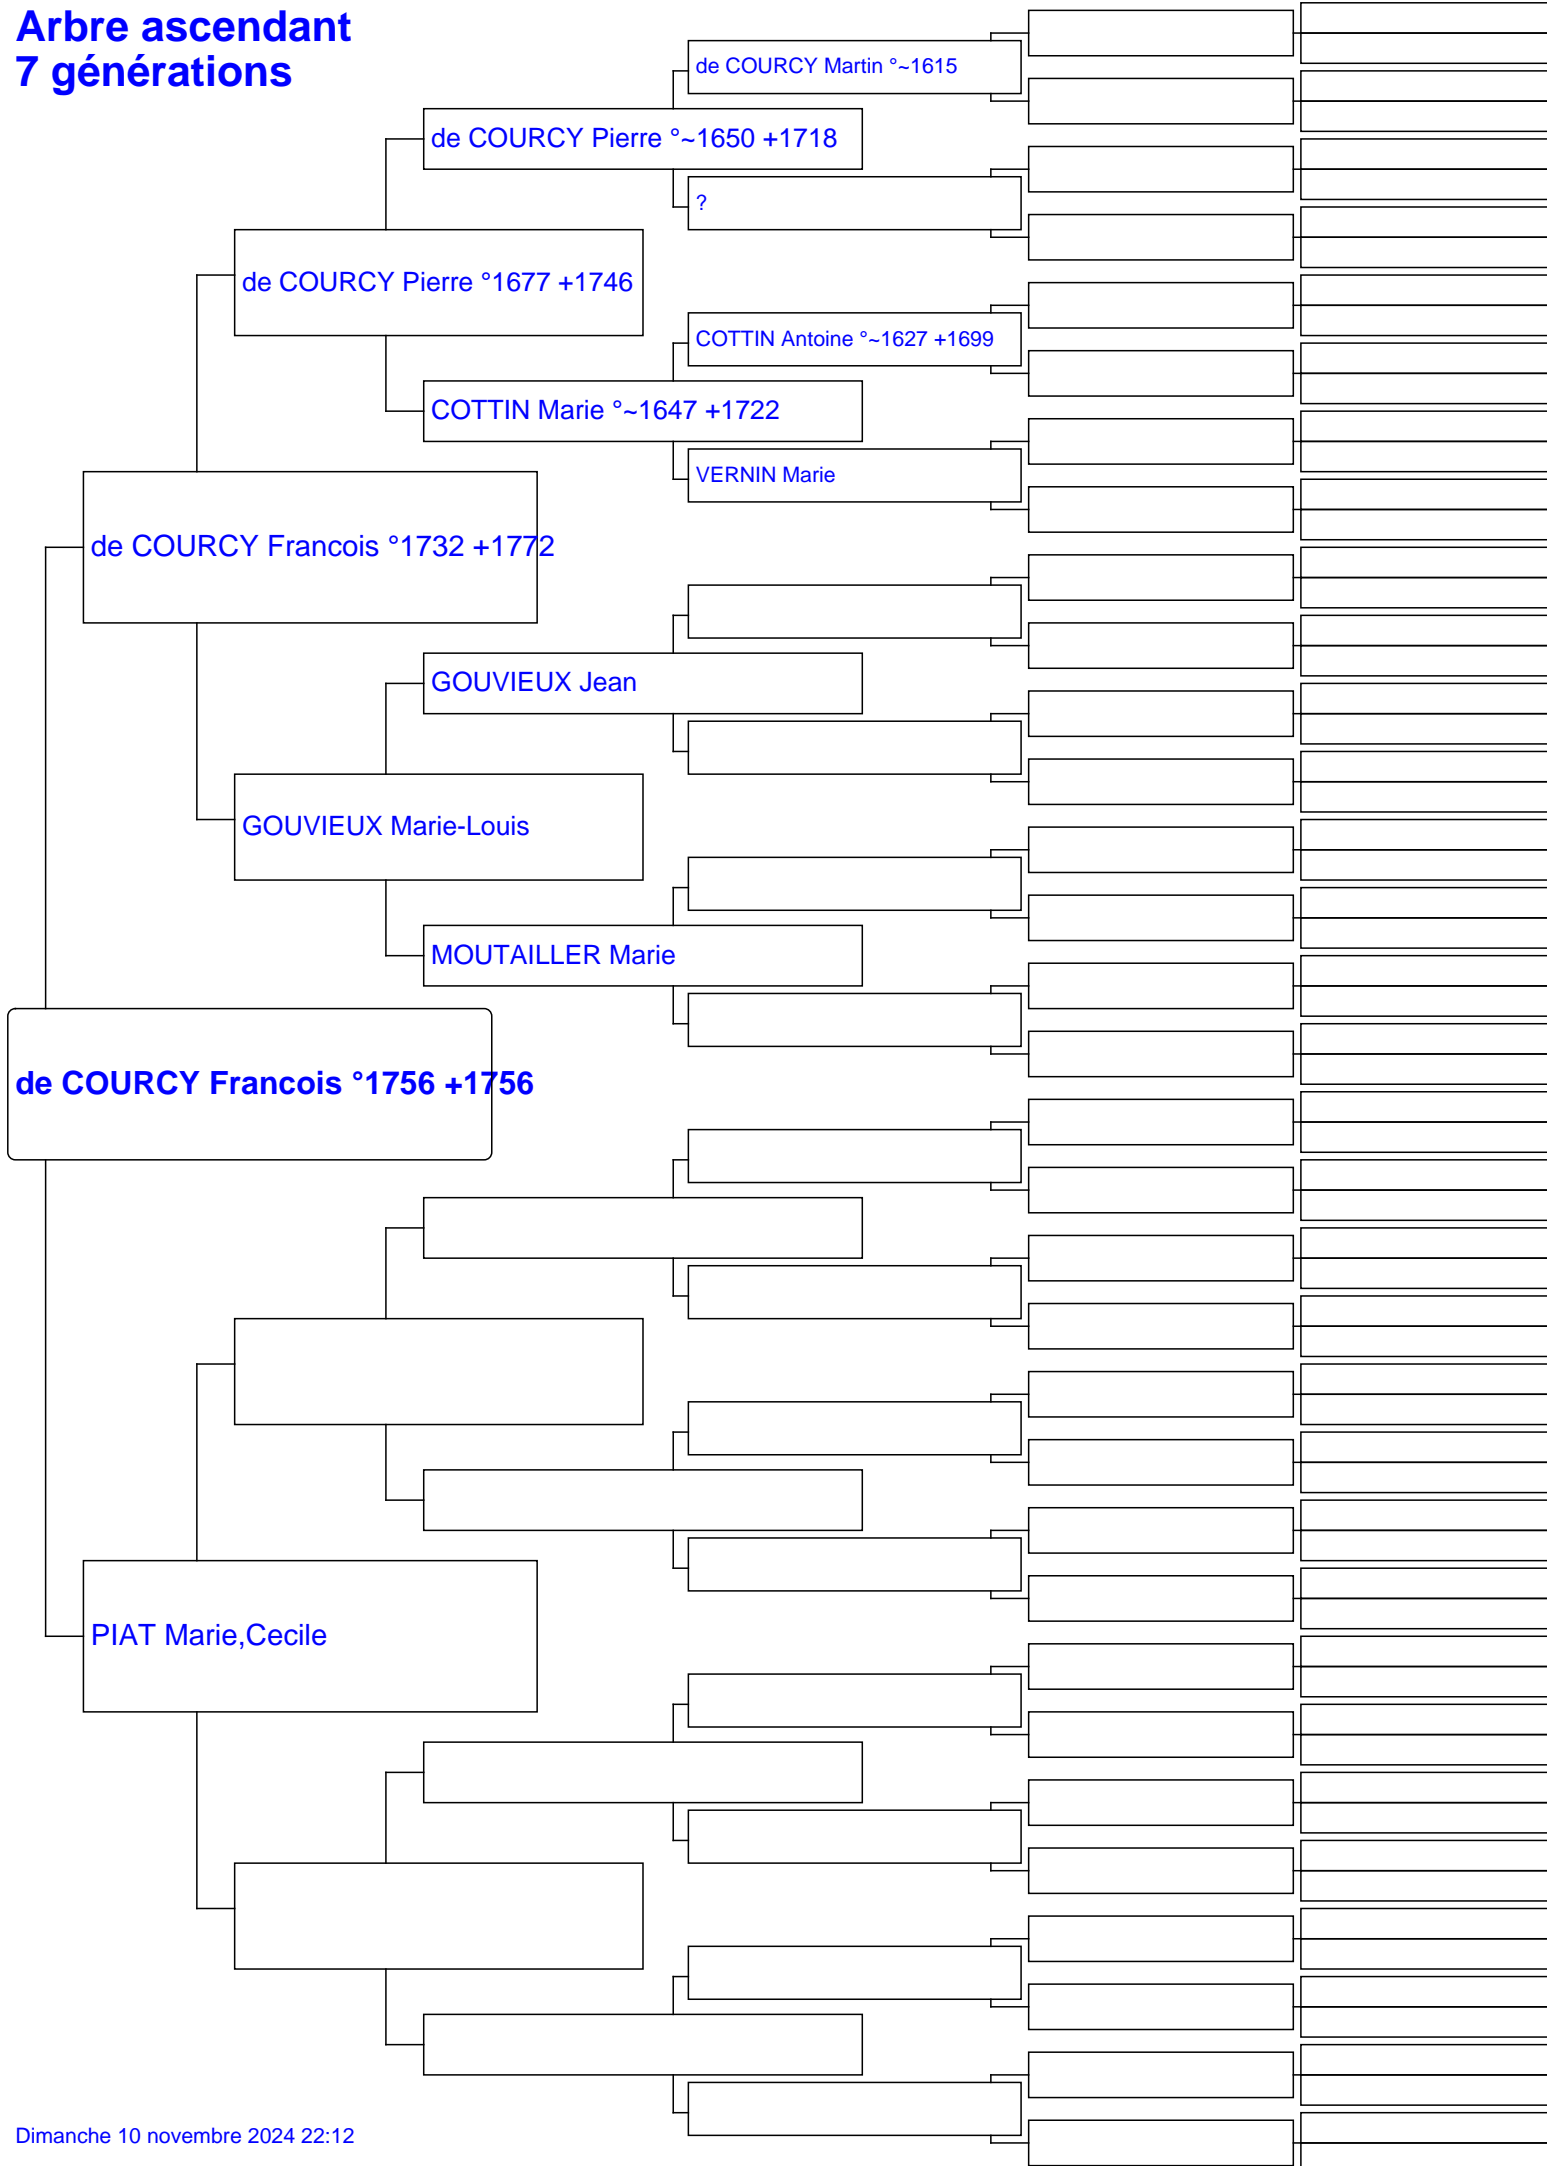 Arbre ascendant
7 générations
de COURCY Martin °~1615
de COURCY Pierre °~1650 +1718
?
de COURCY Pierre °1677 +1746
COTTIN Antoine °~1627 +1699
COTTIN Marie °~1647 +1722
VERNIN Marie
de COURCY Francois °1732 +1772
GOUVIEUX Jean
GOUVIEUX Marie-Louis
MOUTAILLER Marie
de COURCY Francois °1756 +1756
PIAT Marie,Cecile
Dimanche 10 novembre 2024 22:12